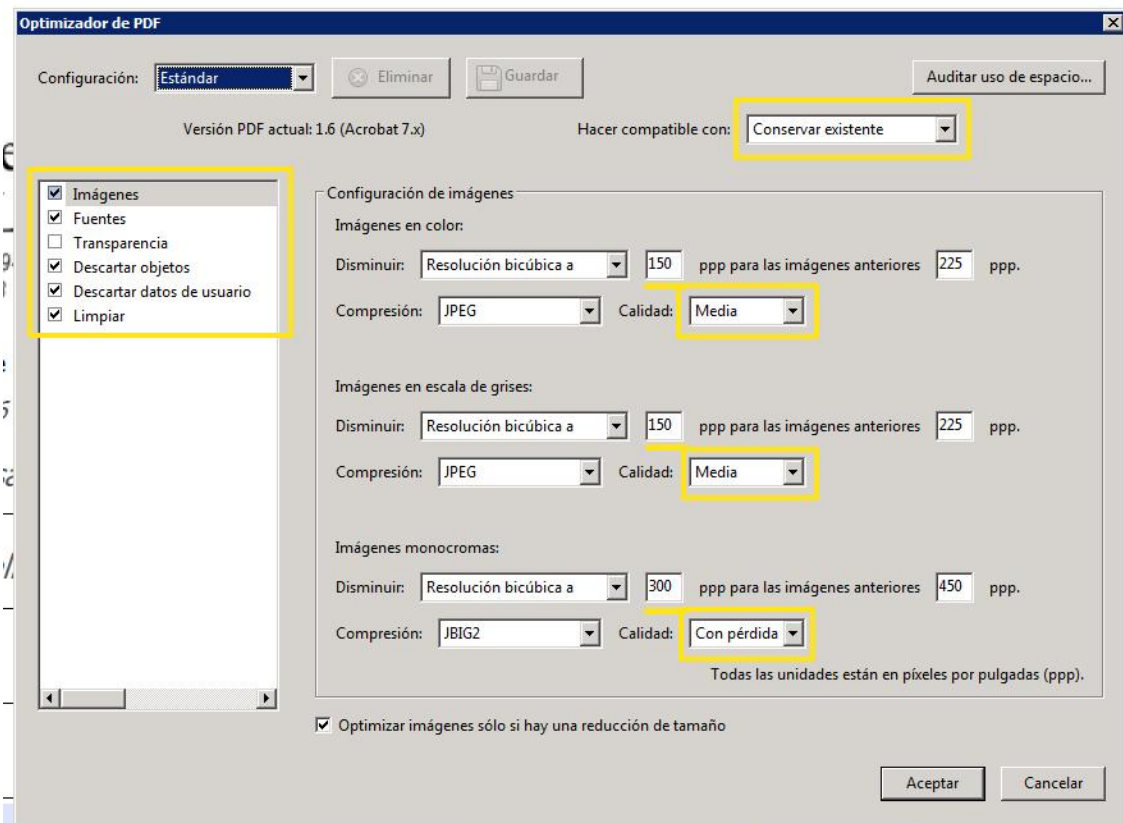 Optimizador de PDF
Configuración: Estándar Eliminar Guardar Auditar uso de espacio...
Versión PDF actual: 1.6 (Acrobat 7.x) Hacer compatible con: Conservar existente
Imágenes
Fuentes
Transparencia
Descartar objetos
Descartar datos de usuario
Limpiar
Configuración de imágenes
Imágenes en color:
Disminuir: Resolución bicúbica a 150 ppp para las imágenes anteriores 225 ppp.
Compresión: JPEG Calidad: Media
Imágenes en escala de grises:
Disminuir: Resolución bicúbica a 150 ppp para las imágenes anteriores 225 ppp.
Compresión: JPEG Calidad: Media
Imágenes monocromas:
Disminuir: Resolución bicúbica a 300 ppp para las imágenes anteriores 450 ppp.
Compresión: JBIG2 Calidad: Con pérdida
Todas las unidades están en píxeles por pulgadas (ppp).
Optimizar imágenes sólo si hay una reducción de tamaño
Aceptar Cancelar